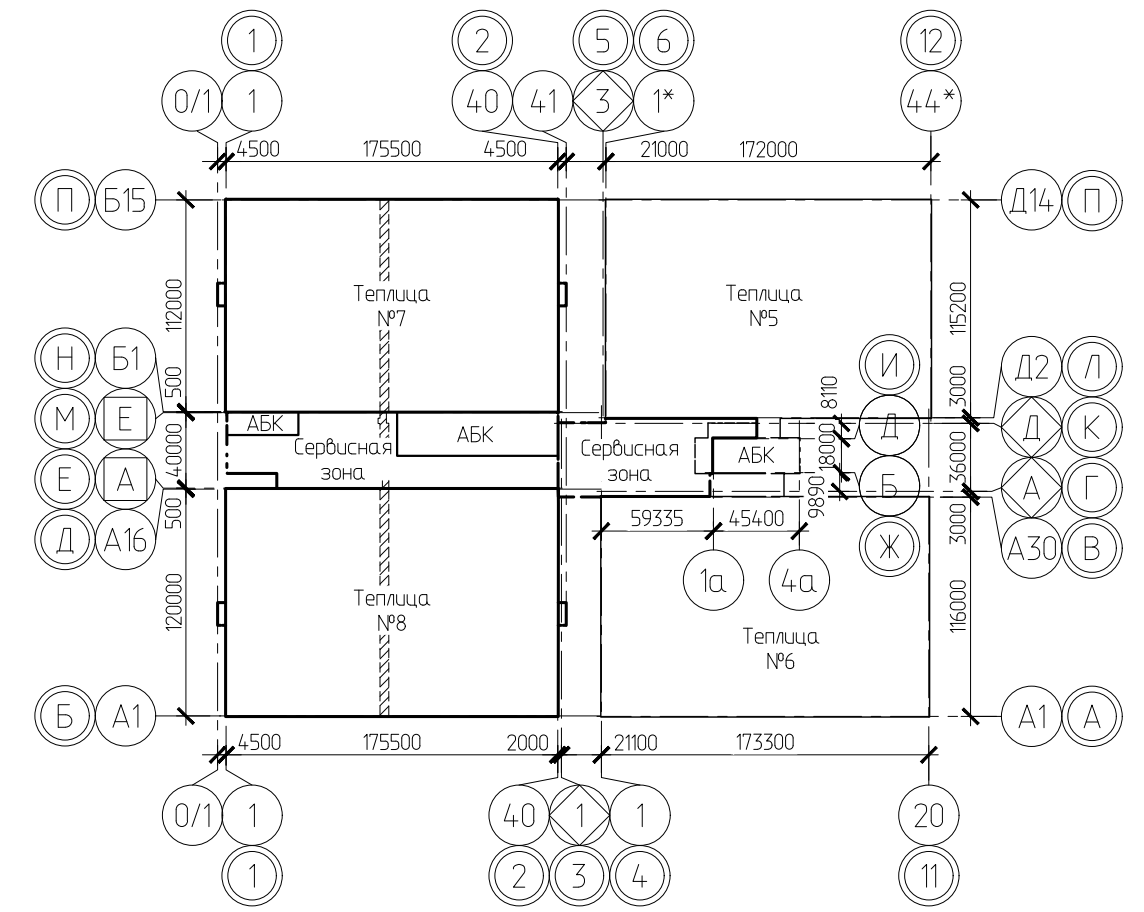 1 2 5 6 12
0/1 1 40 41 3 1* 44*
4500 175500 4500 21000 172000
П Б15 Д14 П
Теплица
№7
Теплица
№5
112000
115200
Н Б1 И Д2 Л
500
8110
3000
М Е АБК АБК Д Д К
Сервисная
зона
Сервисная
зона
АБК
40000
18000
36000
Е А Б А Г
500
9890
3000
59335 45400
Д А16 Ж А30 В
1а 4а
Теплица
№8
Теплица
№6
120000
116000
Б А1 А1 А
4500 175500 2000 21100 173300
0/1 1 40 1 1 20
1 2 3 4 11